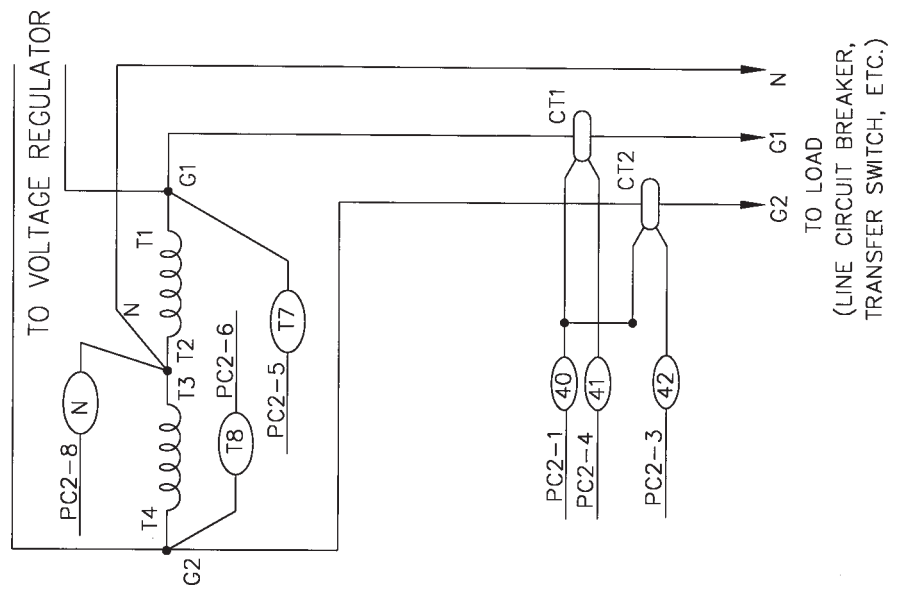 TO VOLTAGE REGULATOR
N
PC2-8
N
T4
T3
T2
T1
G2
G1
T8
PC2-6
PC2-5
T7
CT1
CT2
PC2-1
40
PC2-4
41
PC2-3
42
G2
G1
N
TO LOAD
(LINE CIRCUIT BREAKER,
TRANSFER SWITCH, ETC.)